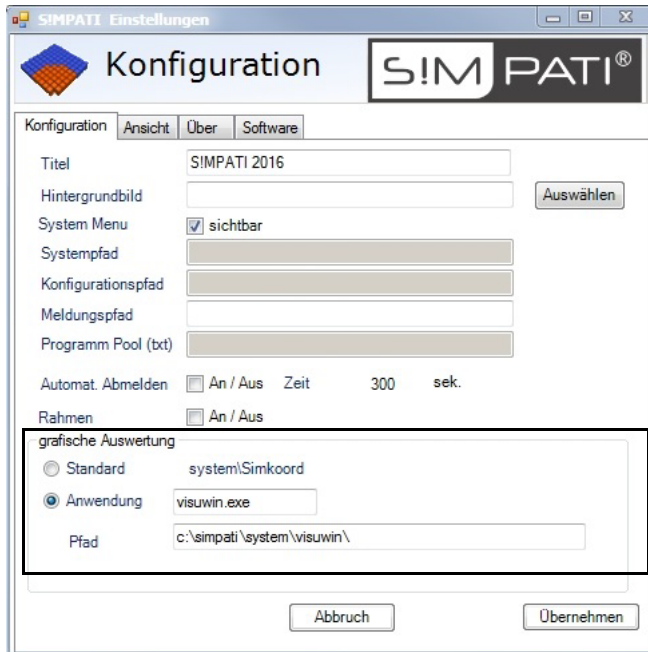 S!MPATI Einstellungen
Konfiguration
S!M PATI®
Konfiguration Ansicht Über Software
Titel S!MPATI 2016
Hintergrundbild Auswählen
System Menu sichtbar
Systempfad
Konfigurationspfad
Meldungspfad
Programm Pool (txt)
Automat. Abmelden An / Aus Zeit 300 sek.
Rahmen An / Aus
grafische Auswertung
Standard system\Simkoord
Anwendung visuwin.exe
Pfad c:\simpati\system\visuwin\
Abbruch Übernehmen